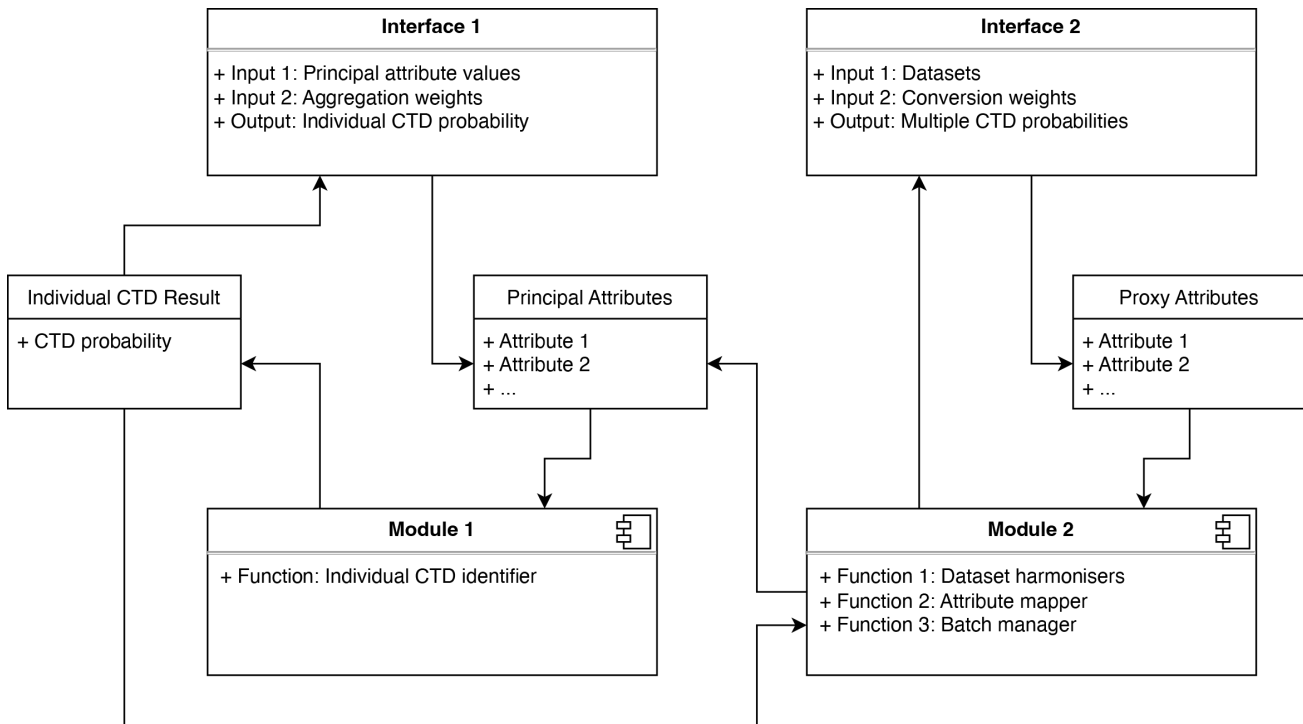 Interface 1
+ Input 1: Principal attribute values
+ Input 2: Aggregation weights
+ Output: Individual CTD probability
Interface 2
+ Input 1: Datasets
+ Input 2: Conversion weights
+ Output: Multiple CTD probabilities
Individual CTD Result
+ CTD probability
Principal Attributes
+ Attribute 1
+ Attribute 2
+ ...
Proxy Attributes
+ Attribute 1
+ Attribute 2
+ ...
Module 1
+ Function: Individual CTD identifier
Module 2
+ Function 1: Dataset harmonisers
+ Function 2: Attribute mapper
+ Function 3: Batch manager